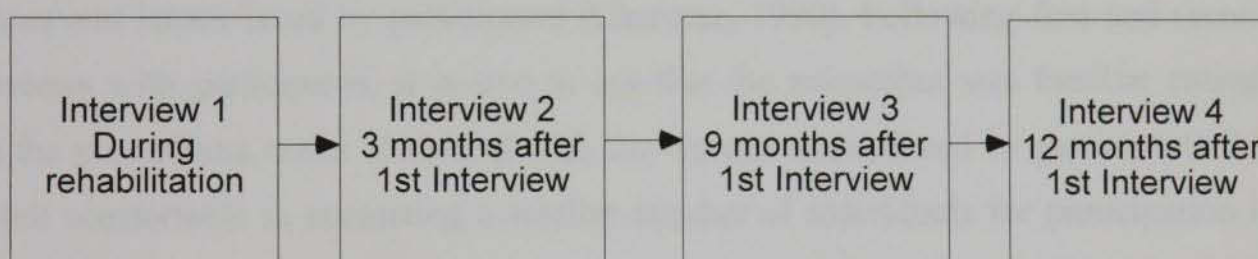 Interview 1
During
rehabilitation
Interview 2
3 months after
1st Interview
Interview 3
9 months after
1st Interview
Interview 4
12 months after
1st Interview